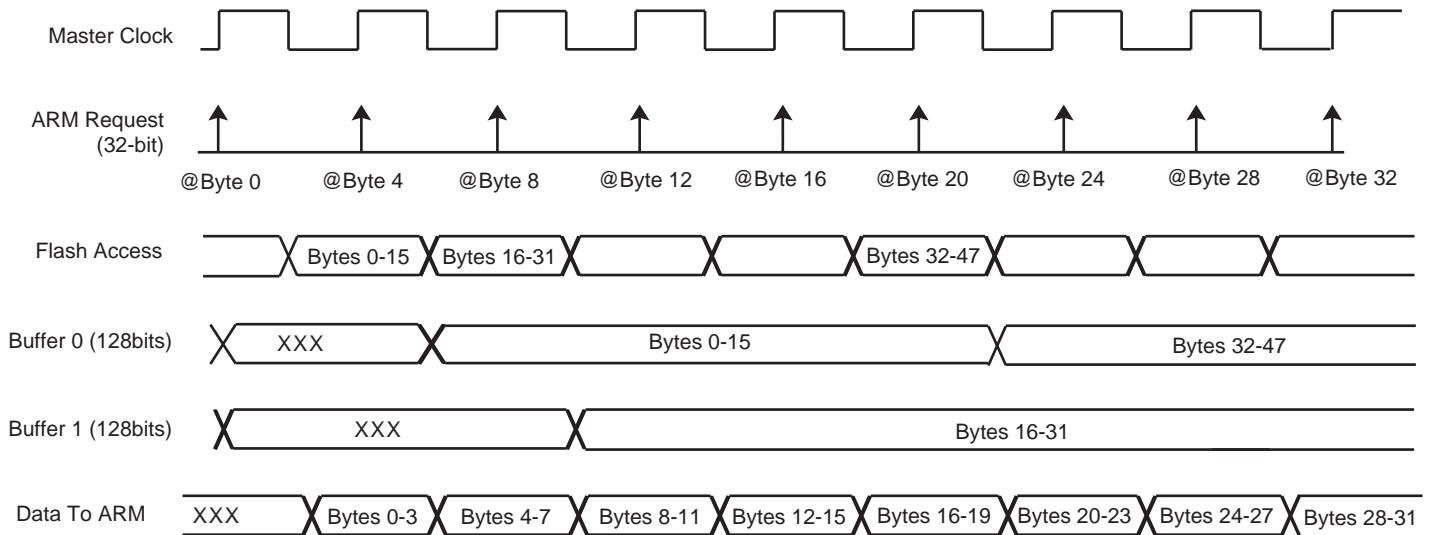 Master Clock
ARM Request
(32-bit)
@Byte 0 @Byte 4 @Byte 8 @Byte 12 @Byte 16 @Byte 20 @Byte 24 @Byte 28 @Byte 32
Flash Access Bytes 0-15 Bytes 16-31 Bytes 32-47
Buffer 0 (128bits) XXX Bytes 0-15 Bytes 32-47
Buffer 1 (128bits) XXX Bytes 16-31
Data To ARM XXX Bytes 0-3 Bytes 4-7 Bytes 8-11 Bytes 12-15 Bytes 16-19 Bytes 20-23 Bytes 24-27 Bytes 28-31